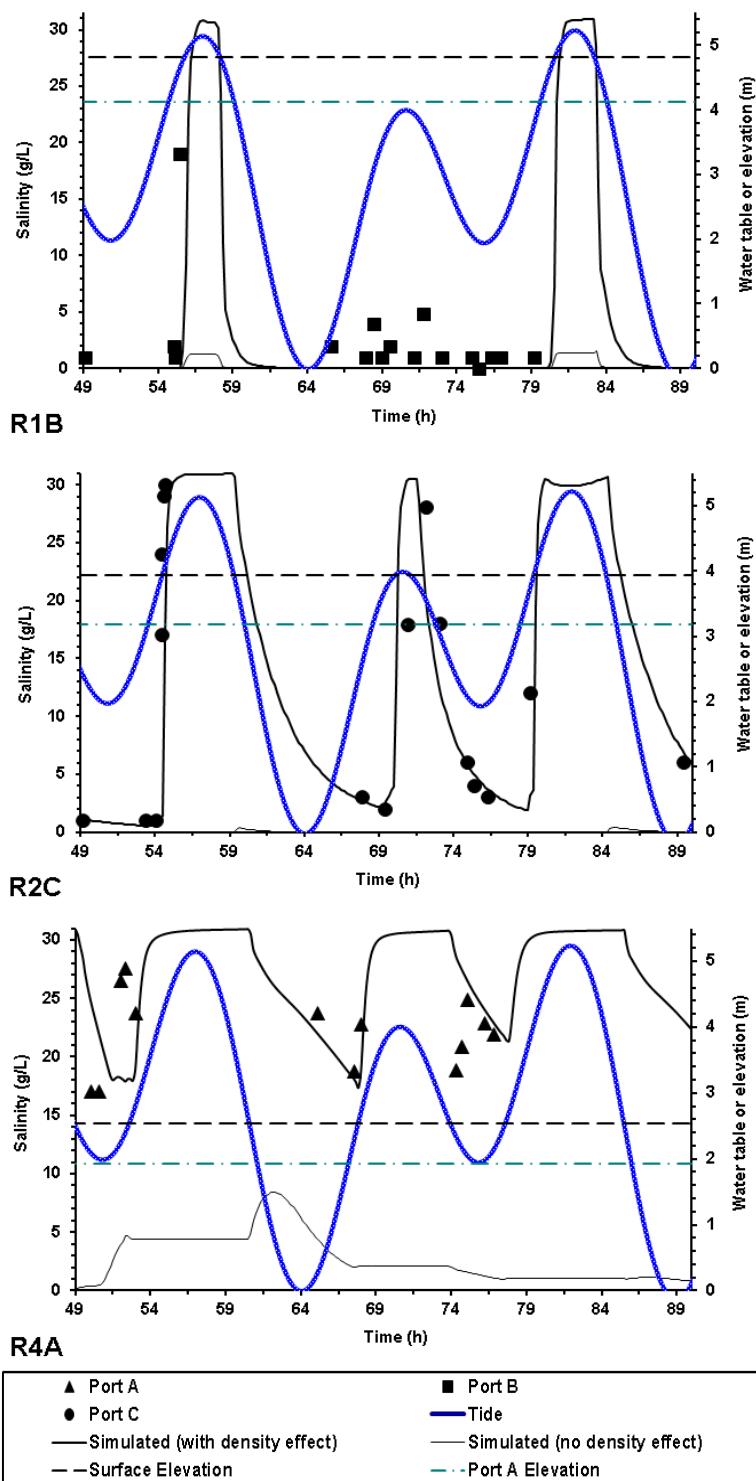 30
25
20
15
10
5
0
Salinity (g/L)
5
4
3
2
1
0
Water table or elevation (m)
49 54 59 64 69 74 79 84 89
Time (h)
R1B
30
25
20
15
10
5
0
Salinity (g/L)
5
4
3
2
1
0
Water table or elevation (m)
49 54 59 64 69 74 79 84 89
Time (h)
R2C
30
25
20
15
10
5
0
Salinity (g/L)
5
4
3
2
1
0
Water table or elevation (m)
49 54 59 64 69 74 79 84 89
Time (h)
R4A
Port A Port B
Port C Tide
Simulated (with density effect) Simulated (no density effect)
Surface Elevation Port A Elevation